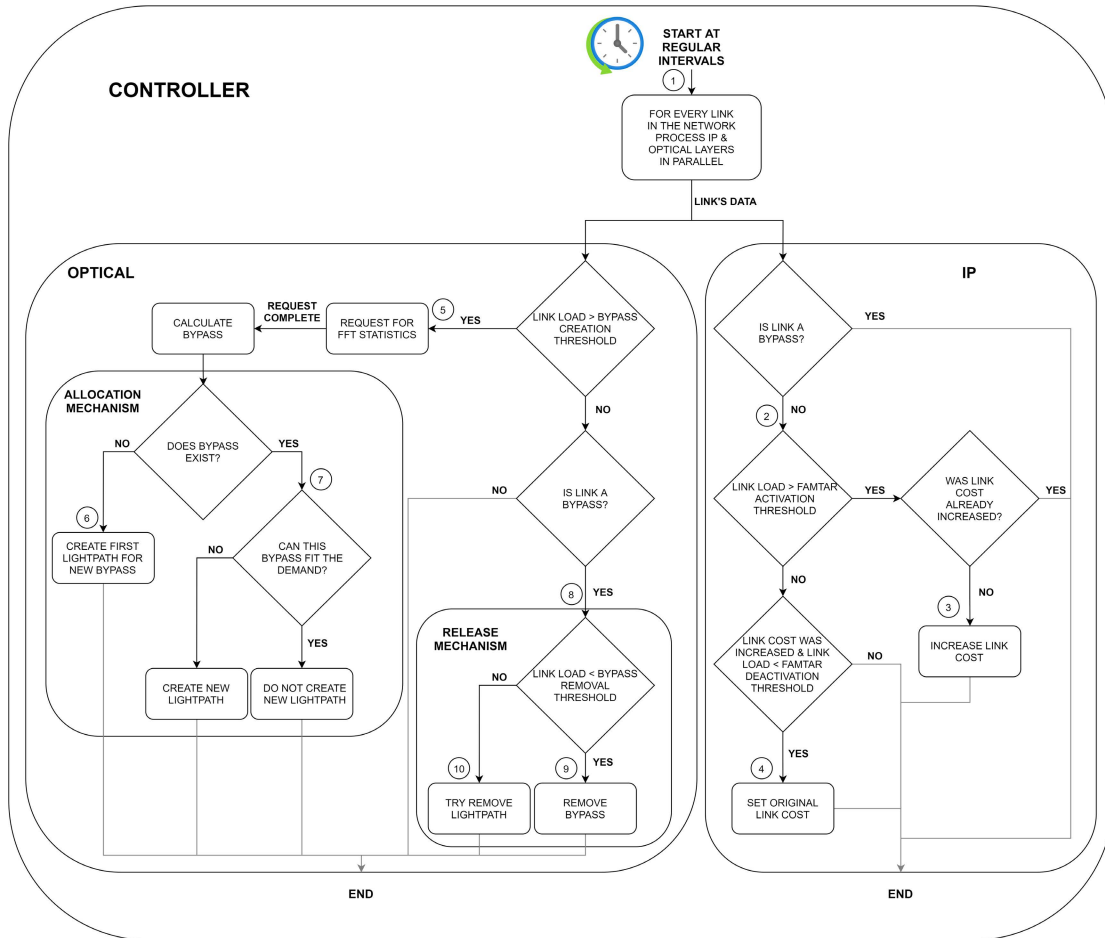 START AT
REGULAR
INTERVALS
1
CONTROLLER
FOR EVERY LINK
IN THE NETWORK
PROCESS IP &
OPTICAL LAYERS
IN PARALLEL
LINK'S DATA
OPTICAL
LINK LOAD > BYPASS
CREATION
THRESHOLD
YES
5
REQUEST FOR
FFT STATISTICS
REQUEST
COMPLETE
CALCULATE
BYPASS
ALLOCATION
MECHANISM
DOES BYPASS
EXIST?
NO
YES
6
7
CREATE FIRST
LIGHTPATH FOR
NEW BYPASS
CAN THIS
BYPASS FIT THE
DEMAND?
NO
YES
CREATE NEW
LIGHTPATH
DO NOT CREATE
NEW LIGHTPATH
NO
IS LINK A
BYPASS?
NO
8
YES
RELEASE
MECHANISM
LINK LOAD < BYPASS
REMOVAL
THRESHOLD
NO
YES
10
9
TRY REMOVE
LIGHTPATH
REMOVE
BYPASS
END
IP
IS LINK A
BYPASS?
YES
2
NO
LINK LOAD > FAMTAR
ACTIVATION
THRESHOLD
YES
WAS LINK
COST
ALREADY
INCREASED?
YES
NO
3
NO
INCREASE LINK
COST
LINK COST WAS
INCREASED & LINK
LOAD < FAMTAR
DEACTIVATION
THRESHOLD
NO
YES
4
SET ORIGINAL
LINK COST
END